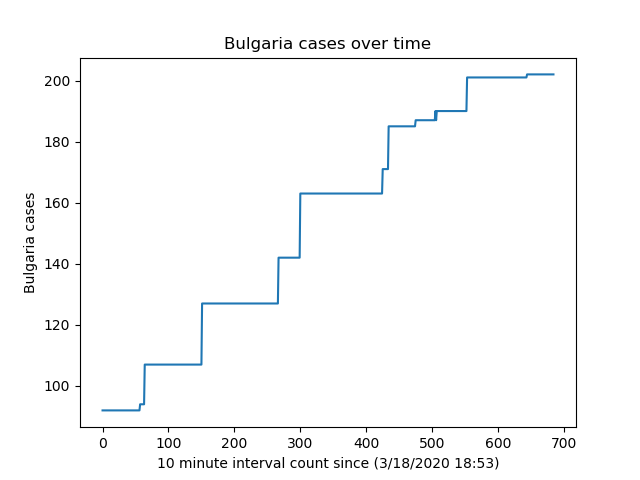 Bulgaria cases over time
200
180
160
140
120
100
Bulgaria cases
0 100 200 300 400 500 600 700
10 minute interval count since (3/18/2020 18:53)